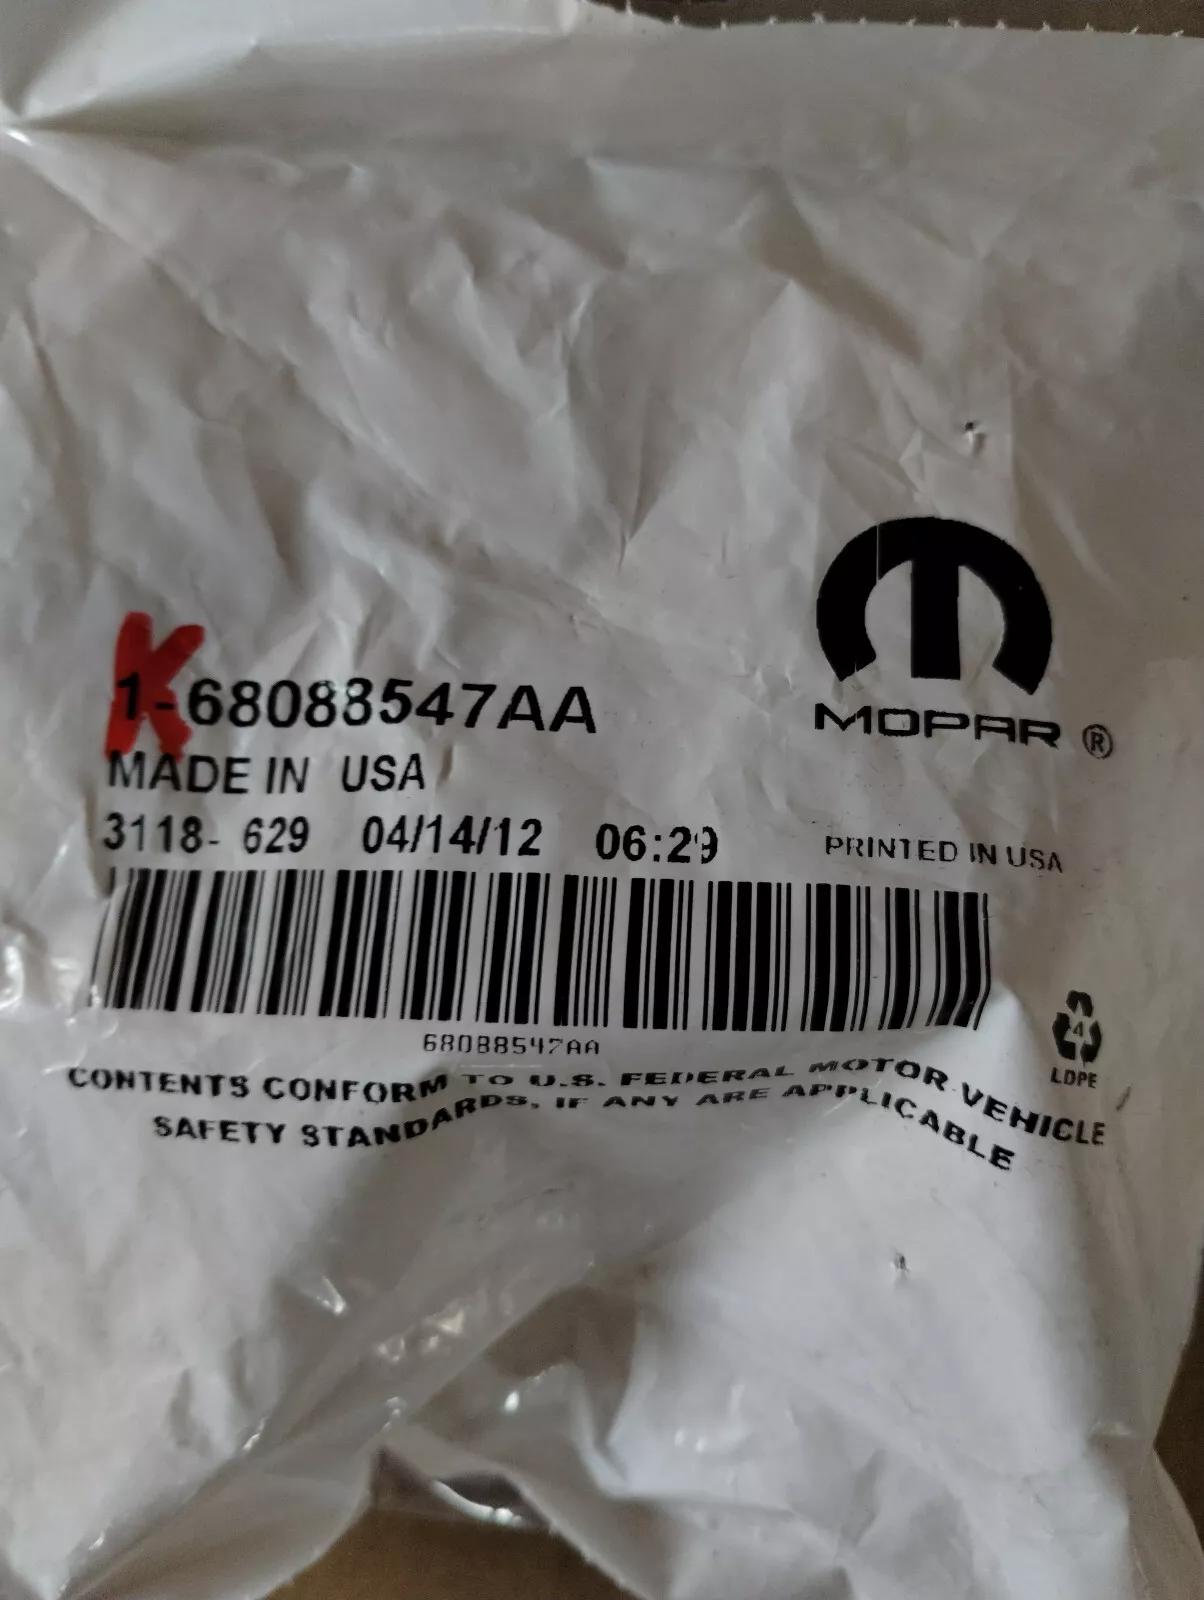 K
1-68088547AA
MOPAR ®
MADE IN USA
3118- 629 04/14/12 06:29
PRINTED IN USA
68088547AA
4
LDPE
CONTENTS CONFORM TO U.S. FEDERAL MOTOR VEHICLE
SAFETY STANDARDS, IF ANY ARE APPLICABLE